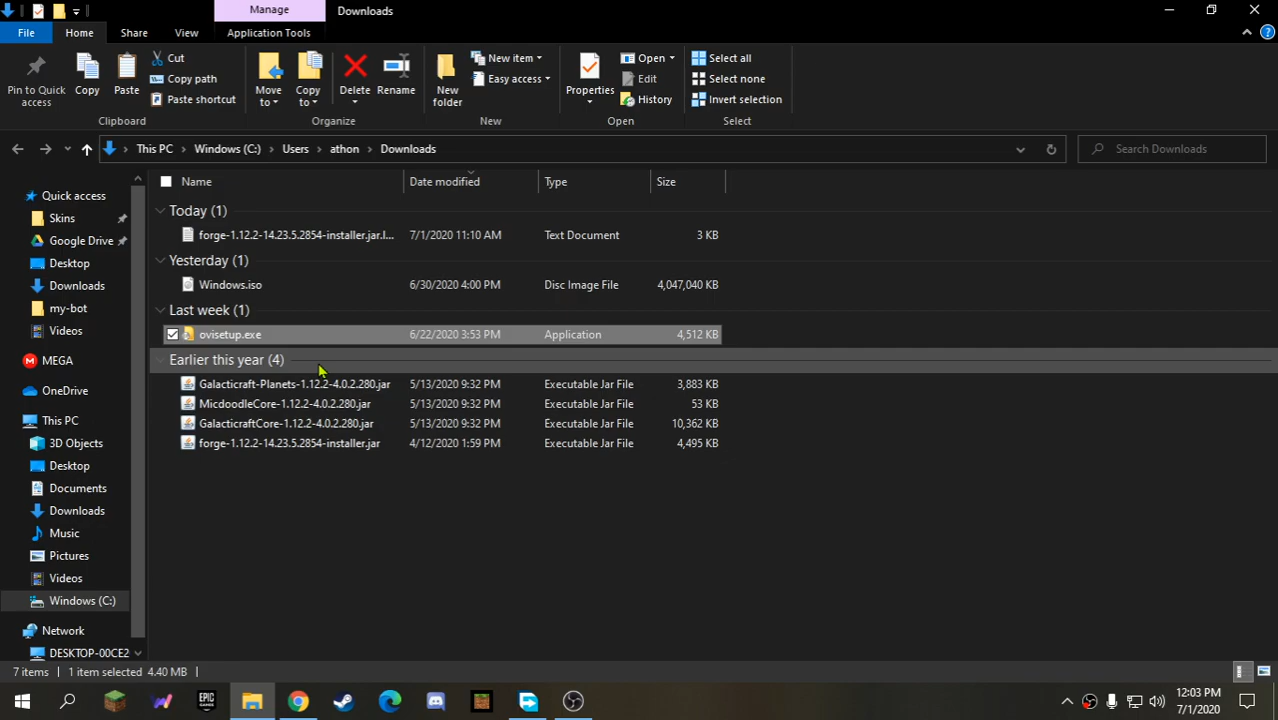 Manage Downloads
File Home Share View Application Tools
Pin to Quick access
Copy
Paste
Cut
Copy path
Paste shortcut
Clipboard
Move to
Copy to
Delete
Rename
Organize
New folder
New item
Easy access
New
Properties
Open
Edit
History
Open
Select all
Select none
Invert selection
Select
This PC > Windows (C:) > Users > athon > Downloads
Search Downloads
Quick access
Skins
Google Drive
Desktop
Downloads
my-bot
Videos
MEGA
OneDrive
This PC
3D Objects
Desktop
Documents
Downloads
Music
Pictures
Videos
Windows (C:)
Network
DESKTOP-00CE2
Name Date modified Type Size
Today (1)
forge-1.12.2-14.23.5.2854-installer.jar.l... 7/1/2020 11:10 AM Text Document 3 KB
Yesterday (1)
Windows.iso 6/30/2020 4:00 PM Disc Image File 4,047,040 KB
Last week (1)
ovisetup.exe 6/22/2020 3:53 PM Application 4,512 KB
Earlier this year (4)
Galacticraft-Planets-1.12.2-4.0.2.280.jar 5/13/2020 9:32 PM Executable Jar File 3,883 KB
MicdoodleCore-1.12.2-4.0.2.280.jar 5/13/2020 9:32 PM Executable Jar File 53 KB
GalacticraftCore-1.12.2-4.0.2.280.jar 5/13/2020 9:32 PM Executable Jar File 10,362 KB
forge-1.12.2-14.23.5.2854-installer.jar 4/12/2020 1:59 PM Executable Jar File 4,495 KB
7 items 1 item selected 4.40 MB
EPIC GAMES
12:03 PM
7/1/2020